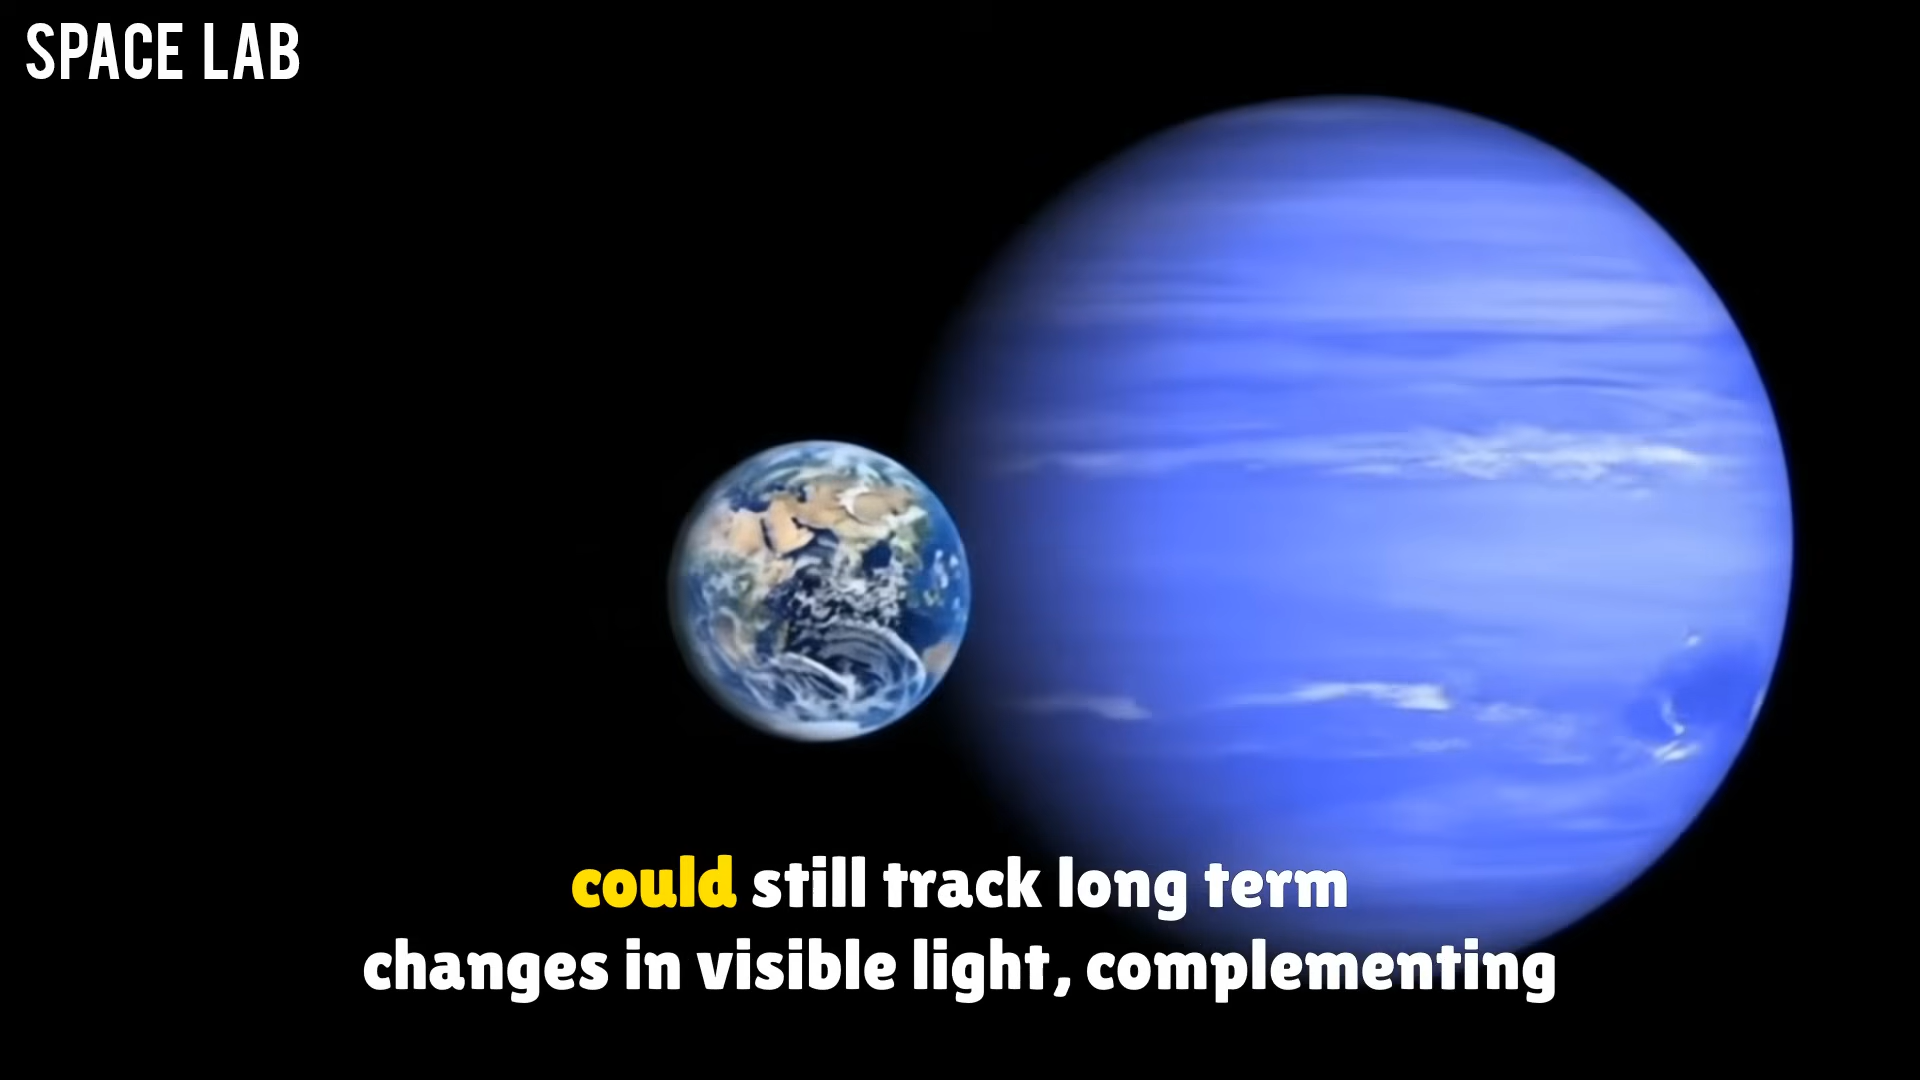 SPACE LAB
could still track long term
changes in visible light, complementing